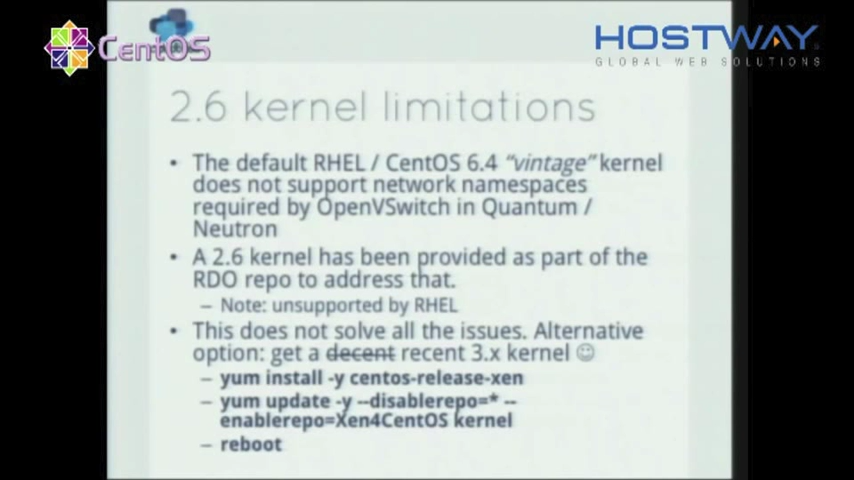 CentOS
HOSTWAY
GLOBAL WEB SOLUTIONS
2.6 kernel limitations
• The default RHEL / CentOS 6.4 “vintage” kernel
does not support network namespaces
required by OpenVSwitch in Quantum /
Neutron
• A 2.6 kernel has been provided as part of the
RDO repo to address that.
– Note: unsupported by RHEL
• This does not solve all the issues. Alternative
option: get a decent recent 3.x kernel ☺
– yum install -y centos-release-xen
– yum update -y --disablerepo=* --
enablerepo=Xen4CentOS kernel
– reboot